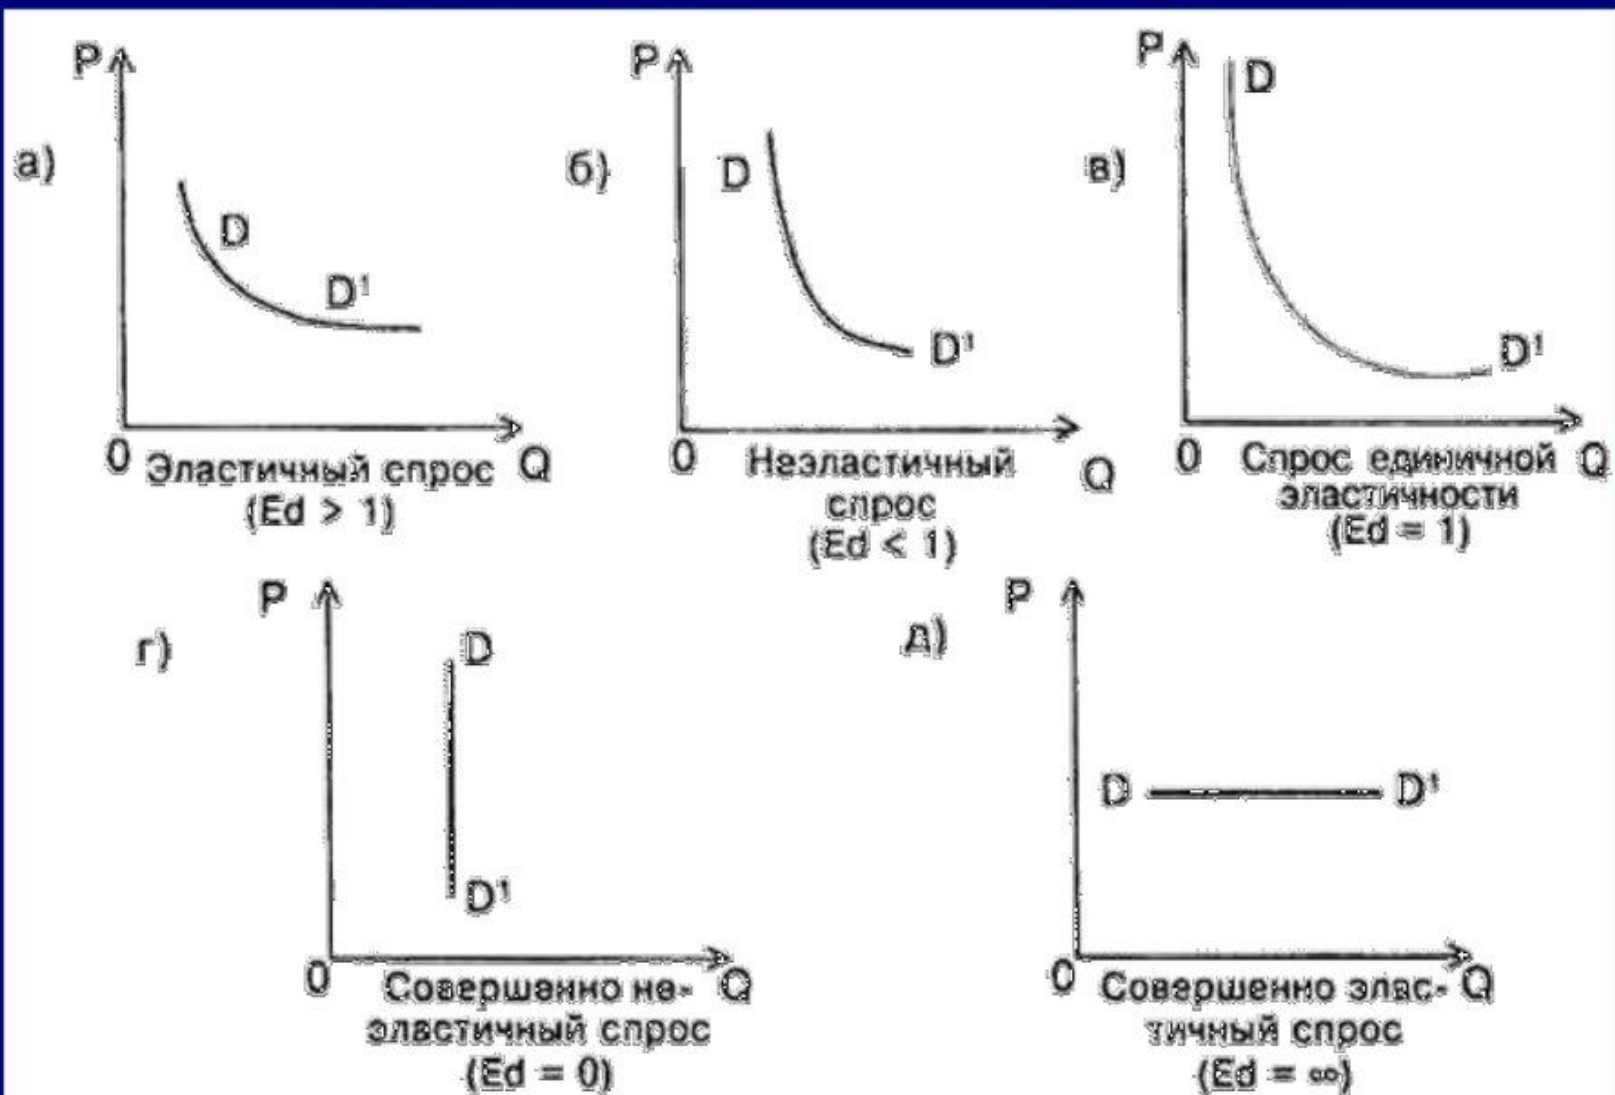 P
D
D¹
а)
0
Эластичный спрос Q
(Ed > 1)
P
D
D¹
б)
0
Неэластичный Q
спрос
(Ed < 1)
P
D
D¹
в)
0
Спрос единичной Q
эластичности
(Ed = 1)
P
D
D¹
г)
0
Совершенно не- Q
эластичный спрос
(Ed = 0)
P
D D¹
д)
0
Совершенно элас- Q
тичный спрос
(Ed = ∞)